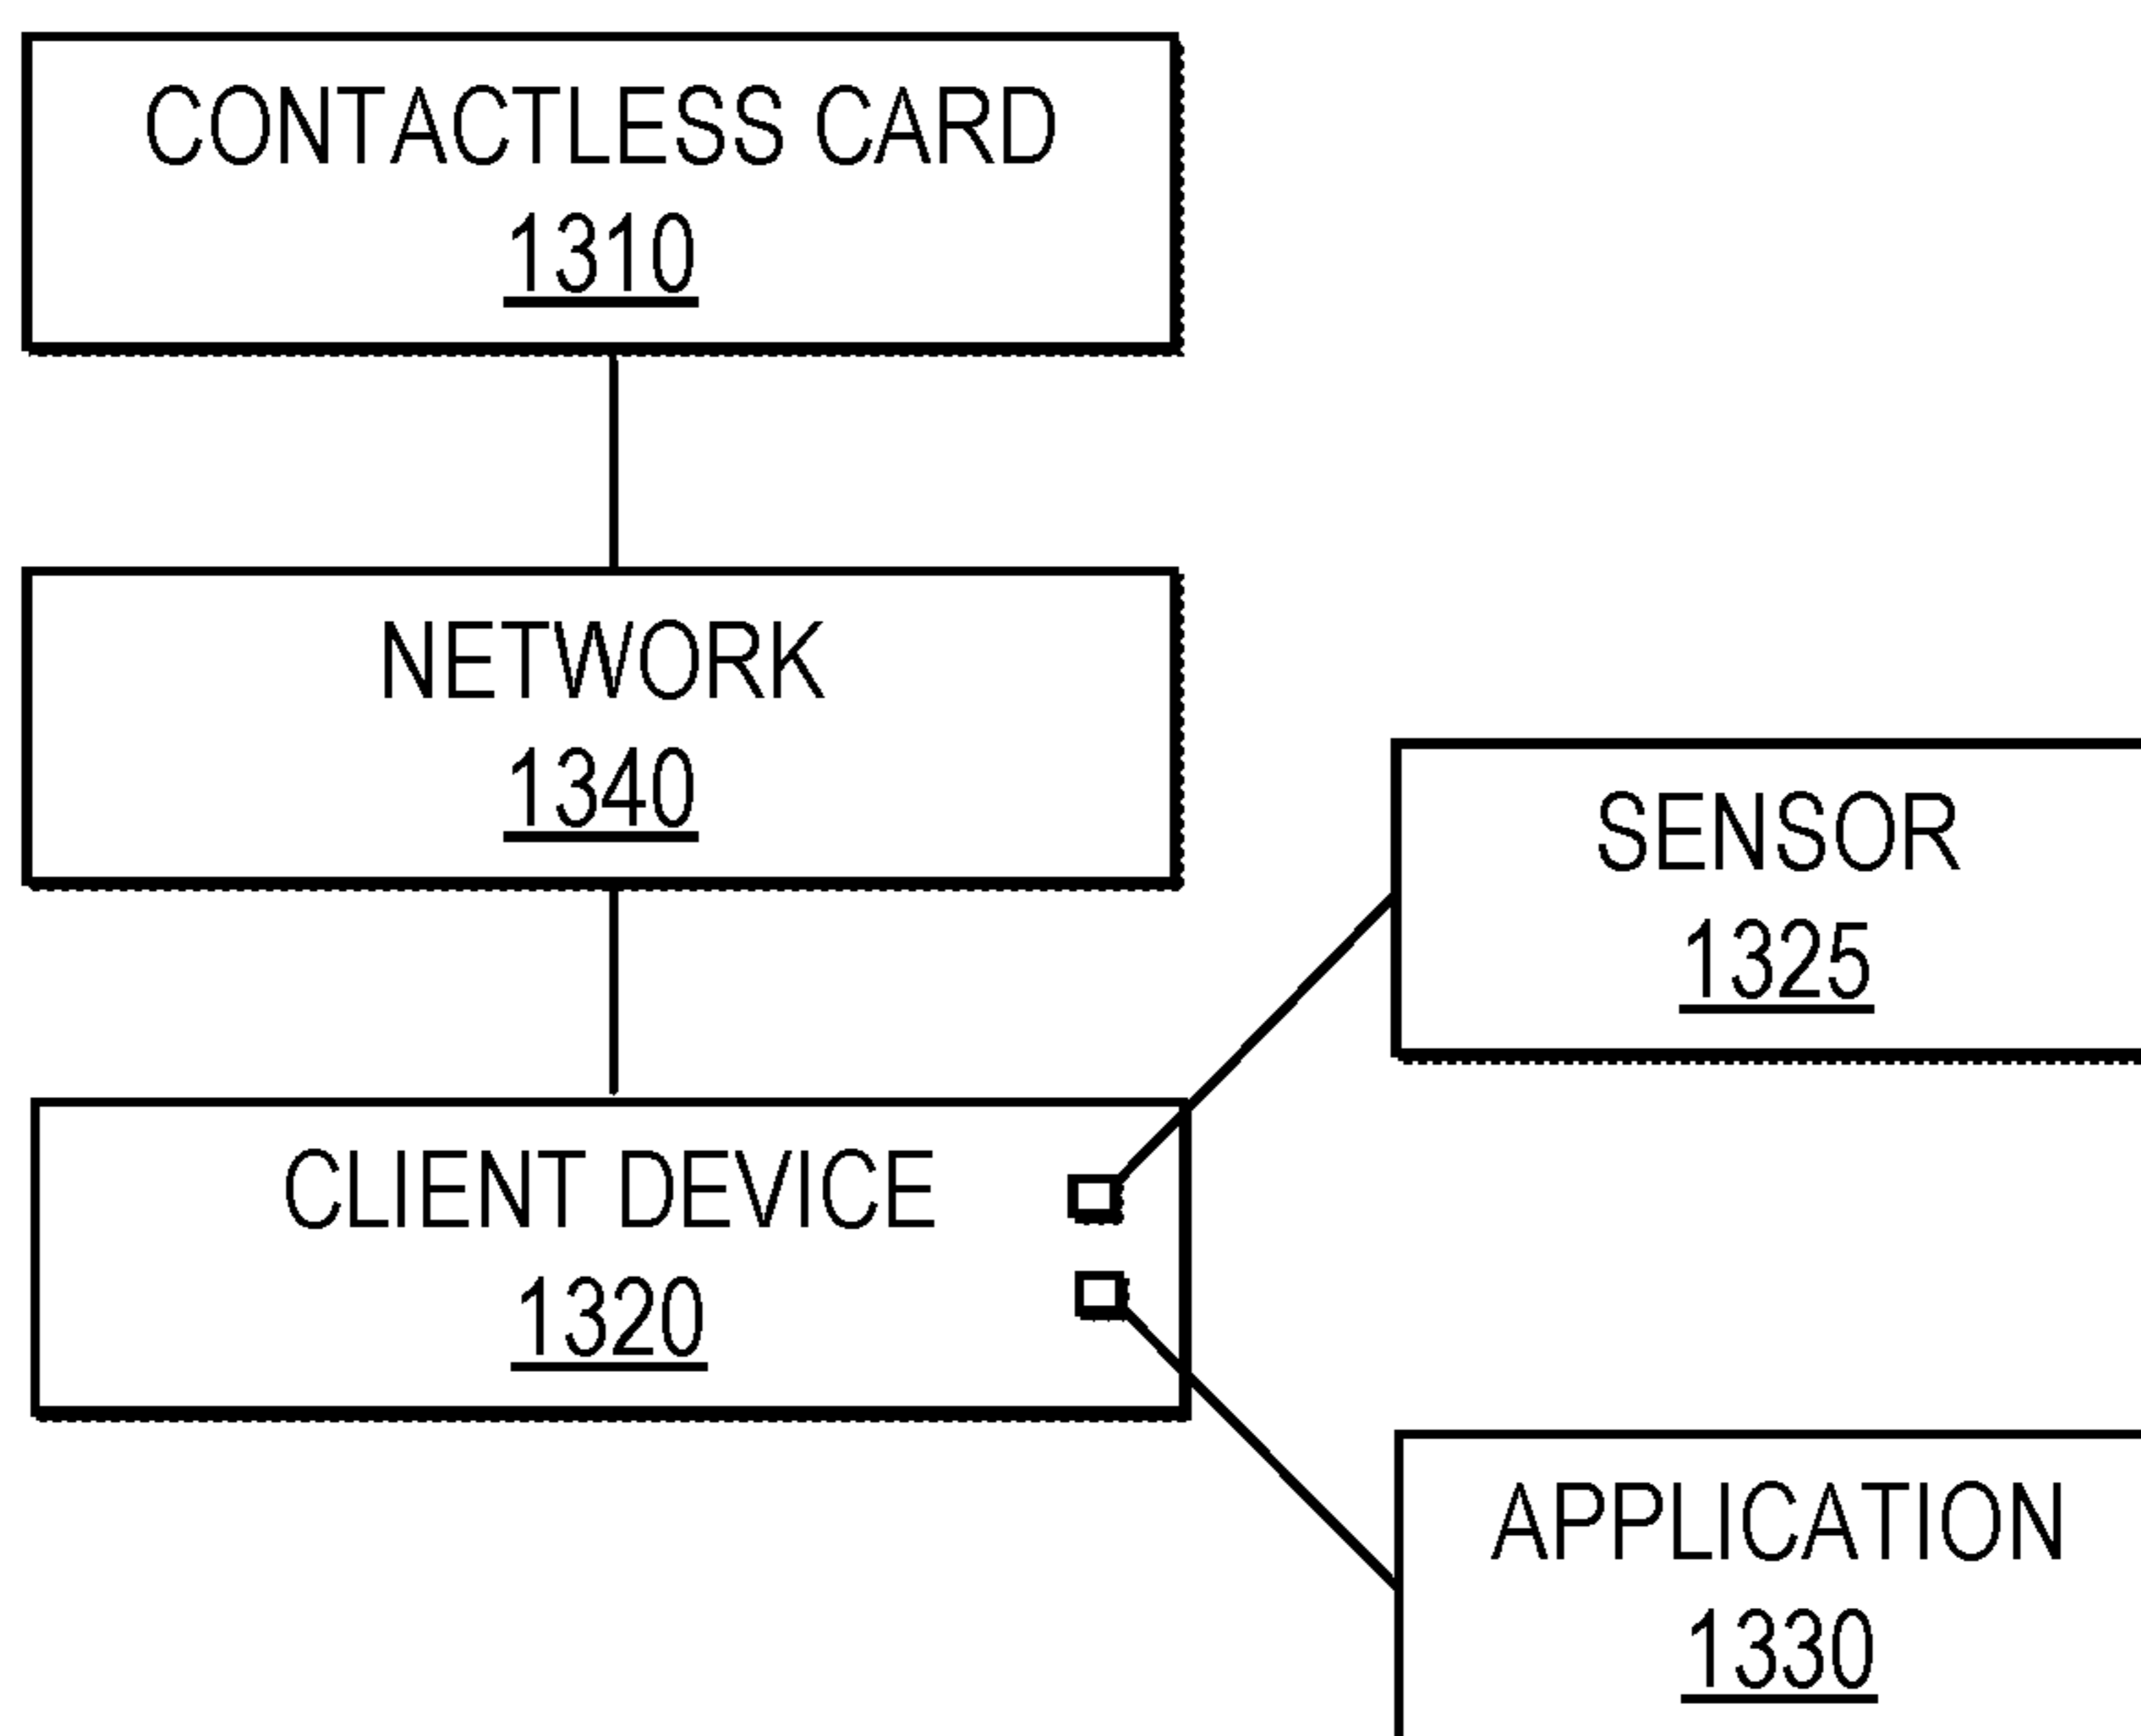 CONTACTLESS CARD
1310
NETWORK
1340
SENSOR
1325
CLIENT DEVICE
1320
APPLICATION
1330